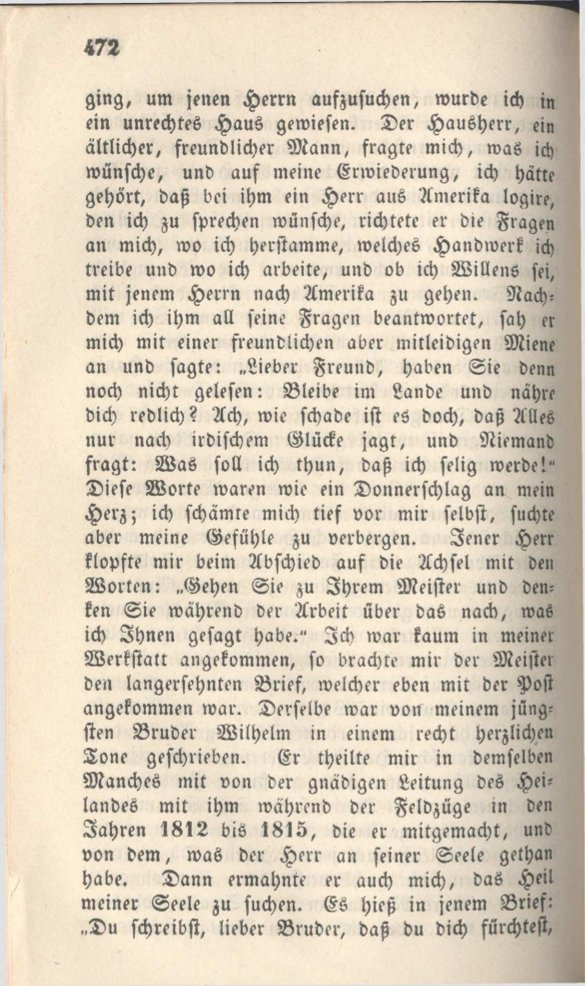 472
ging, um jenen Herrn aufzusuchen, wurde ich in
ein unrechtes Haus gewiesen. Der Hausherr, ein
ältlicher, freundlicher Mann, fragte mich, was ich
wünsche, und auf meine Erwiederung, ich hätte
gehört, daß bei ihm ein Herr aus Amerika logire,
den ich zu sprechen wünsche, richtete er die Fragen
an mich, wo ich herstamme, welches Handwerk ich
treibe und wo ich arbeite, und ob ich Willens sei,
mit jenem Herrn nach Amerika zu gehen. Nach-
dem ich ihm all seine Fragen beantwortet, sah er
mich mit einer freundlichen aber mitleidigen Miene
an und sagte: „Lieber Freund, haben Sie denn
noch nicht gelesen: Bleibe im Lande und nähre
dich redlich? Ach, wie schade ist es doch, daß Alles
nur nach irdischem Glücke jagt, und Niemand
fragt: Was soll ich thun, daß ich selig werde!“
Diese Worte waren wie ein Donnerschlag an mein
Herz; ich schämte mich tief vor mir selbst, suchte
aber meine Gefühle zu verbergen. Jener Herr
klopfte mir beim Abschied auf die Achsel mit den
Worten: „Gehen Sie zu Ihrem Meister und den-
ken Sie während der Arbeit über das nach, was
ich Ihnen gesagt habe.“ Ich war kaum in meiner
Werkstatt angekommen, so brachte mir der Meister
den langersehnten Brief, welcher eben mit der Post
angekommen war. Derselbe war von meinem jüng-
sten Bruder Wilhelm in einem recht herzlichen
Tone geschrieben. Er theilte mir in demselben
Manches mit von der gnädigen Leitung des Hei-
landes mit ihm während der Feldzüge in den
Jahren 1812 bis 1815, die er mitgemacht, und
von dem, was der Herr an seiner Seele gethan
habe. Dann ermahnte er auch mich, das Heil
meiner Seele zu suchen. Es hieß in jenem Brief:
„Du schreibst, lieber Bruder, daß du dich fürchtest,